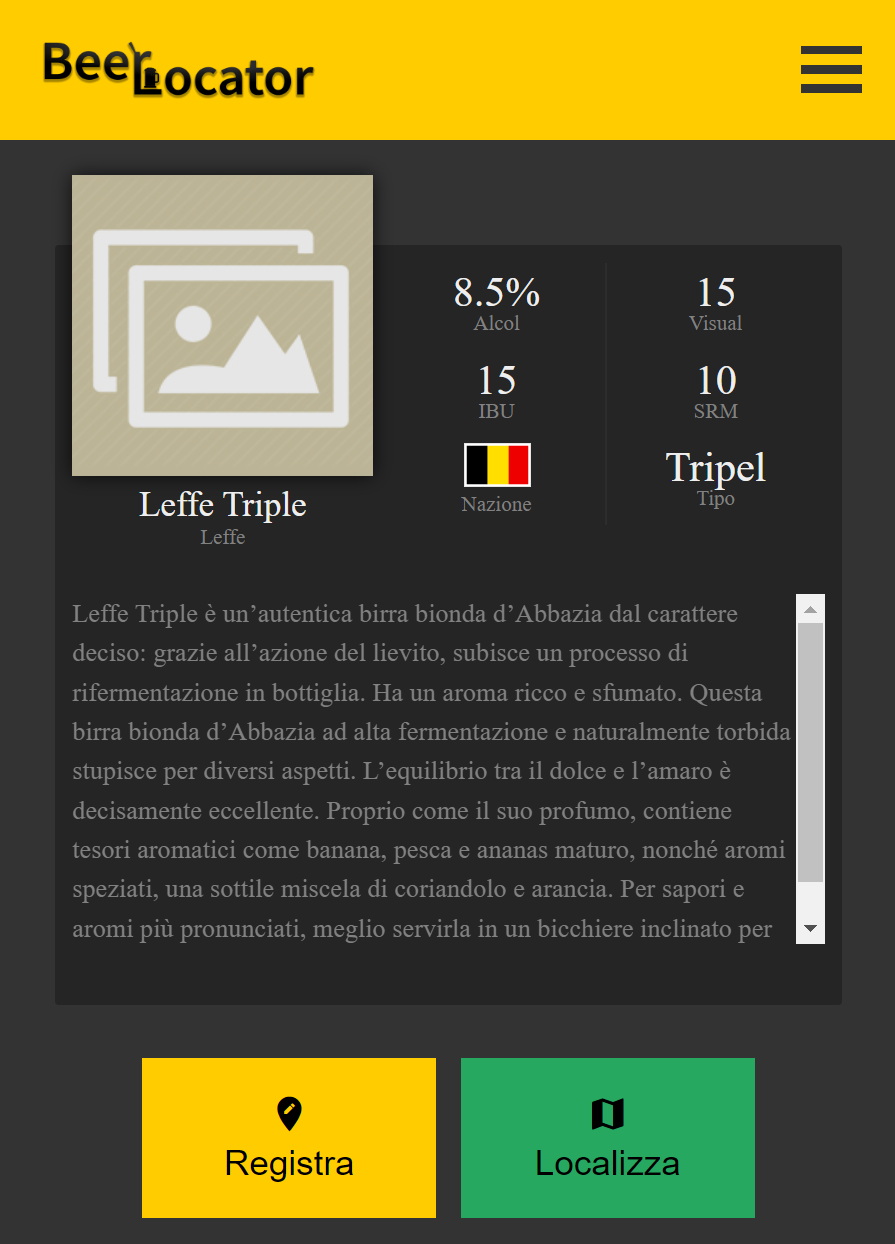 Beer Locator
8.5%
Alcol
15
Visual
15
IBU
10
SRM
Nazione
Tripel
Tipo
Leffe Triple
Leffe
Leffe Triple è un’autentica birra bionda d’Abbazia dal carattere
deciso: grazie all’azione del lievito, subisce un processo di
rifermentazione in bottiglia. Ha un aroma ricco e sfumato. Questa
birra bionda d’Abbazia ad alta fermentazione e naturalmente torbida
stupisce per diversi aspetti. L’equilibrio tra il dolce e l’amaro è
decisamente eccellente. Proprio come il suo profumo, contiene
tesori aromatici come banana, pesca e ananas maturo, nonché aromi
speziati, una sottile miscela di coriandolo e arancia. Per sapori e
aromi più pronunciati, meglio servirla in un bicchiere inclinato per
Registra
Localizza